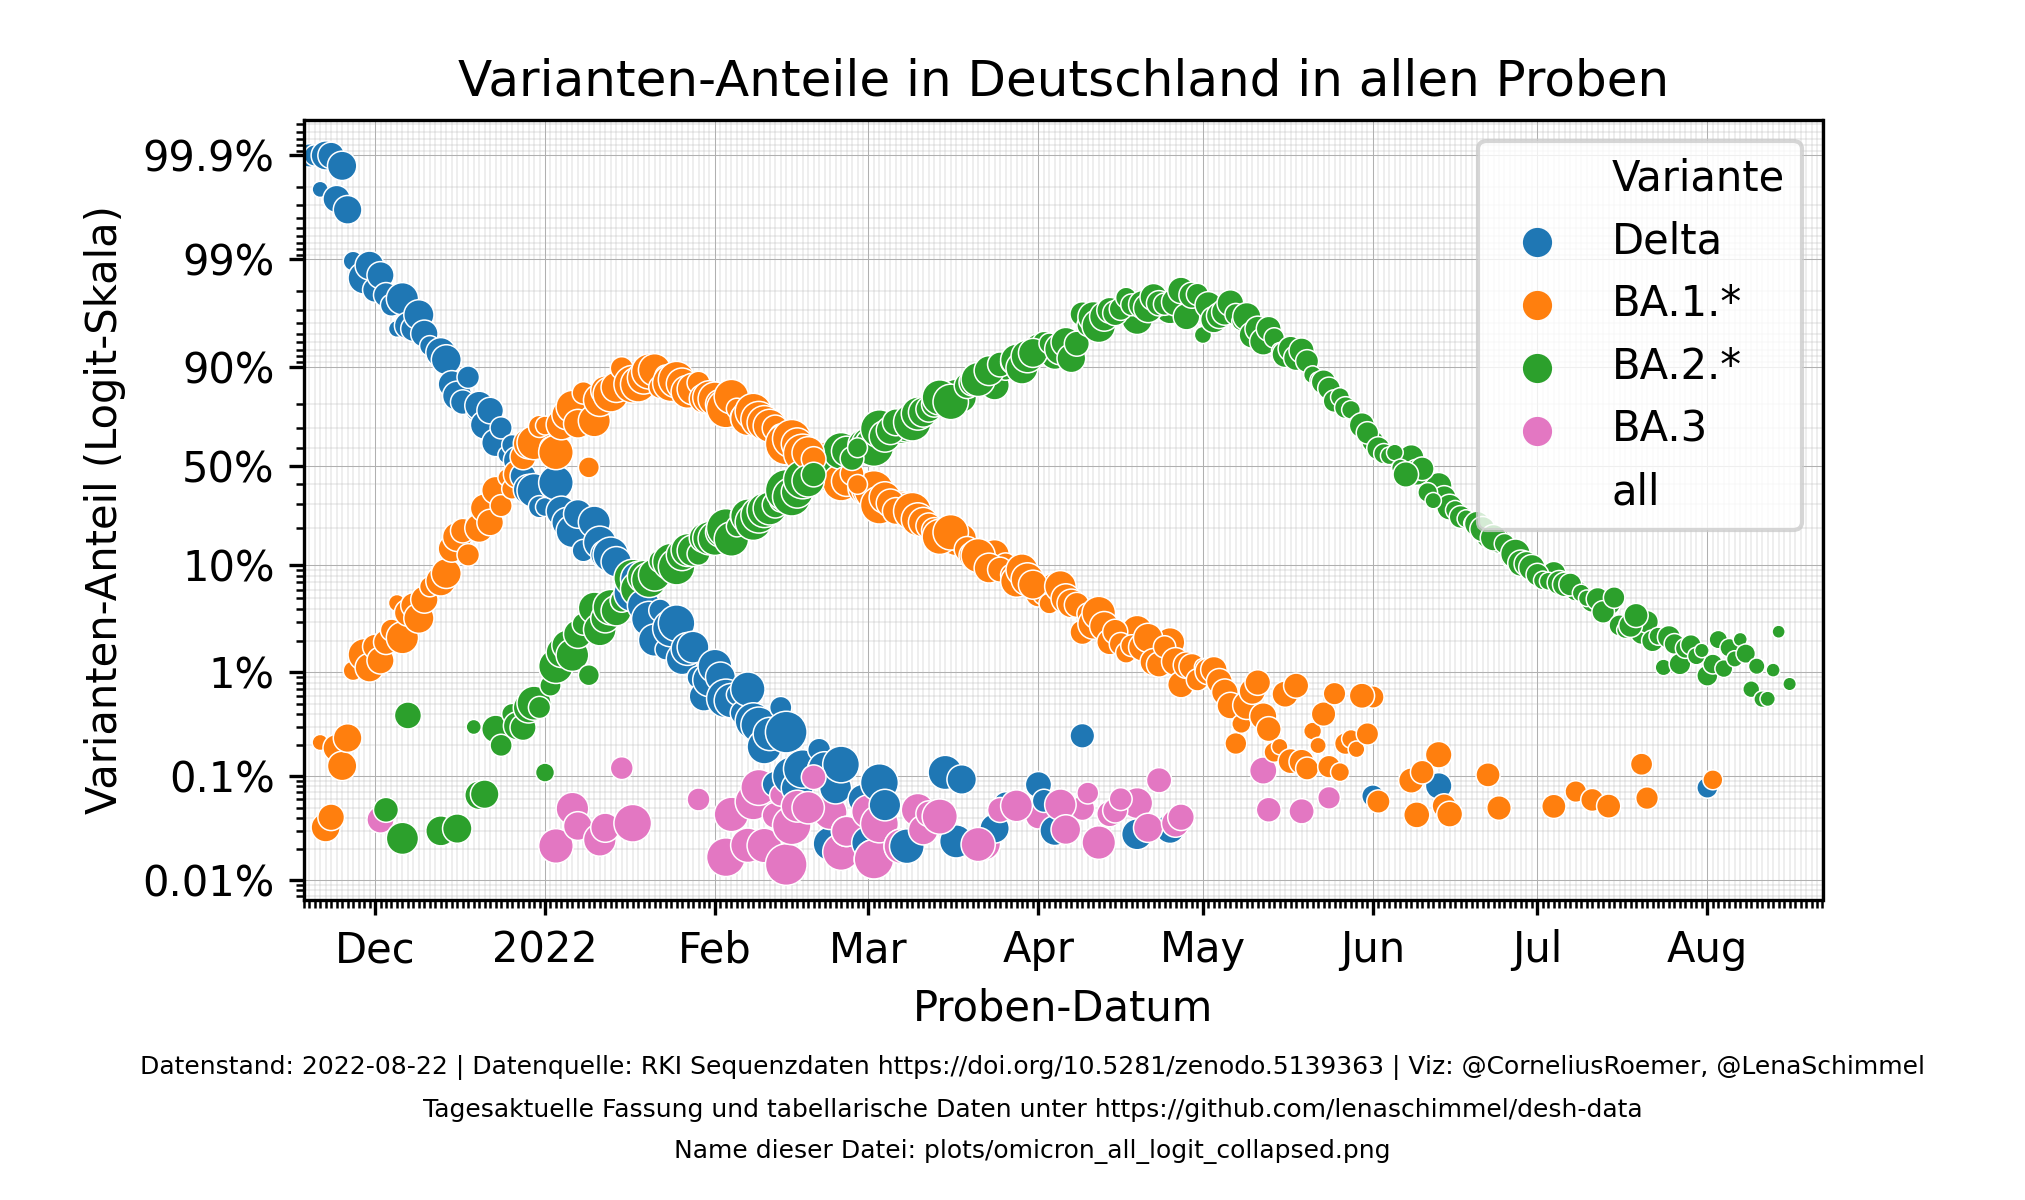 Varianten-Anteile in Deutschland in allen Proben
Varianten-Anteil (Logit-Skala)
99.9%
99%
90%
50%
10%
1%
0.1%
0.01%
Variante
Delta
BA.1.*
BA.2.*
BA.3
all
Dec 2022 Feb Mar Apr May Jun Jul Aug
Proben-Datum
Datenstand: 2022-08-22 | Datenquelle: RKI Sequenzdaten https://doi.org/10.5281/zenodo.5139363 | Viz: @CorneliusRoemer, @LenaSchimmel
Tagesaktuelle Fassung und tabellarische Daten unter https://github.com/lenaschimmel/desh-data
Name dieser Datei: plots/omicron_all_logit_collapsed.png